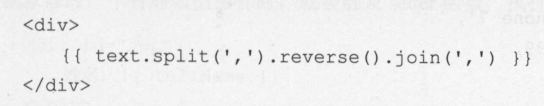 <div>
{{ text.split(',').reverse().join(',') }}
</div>